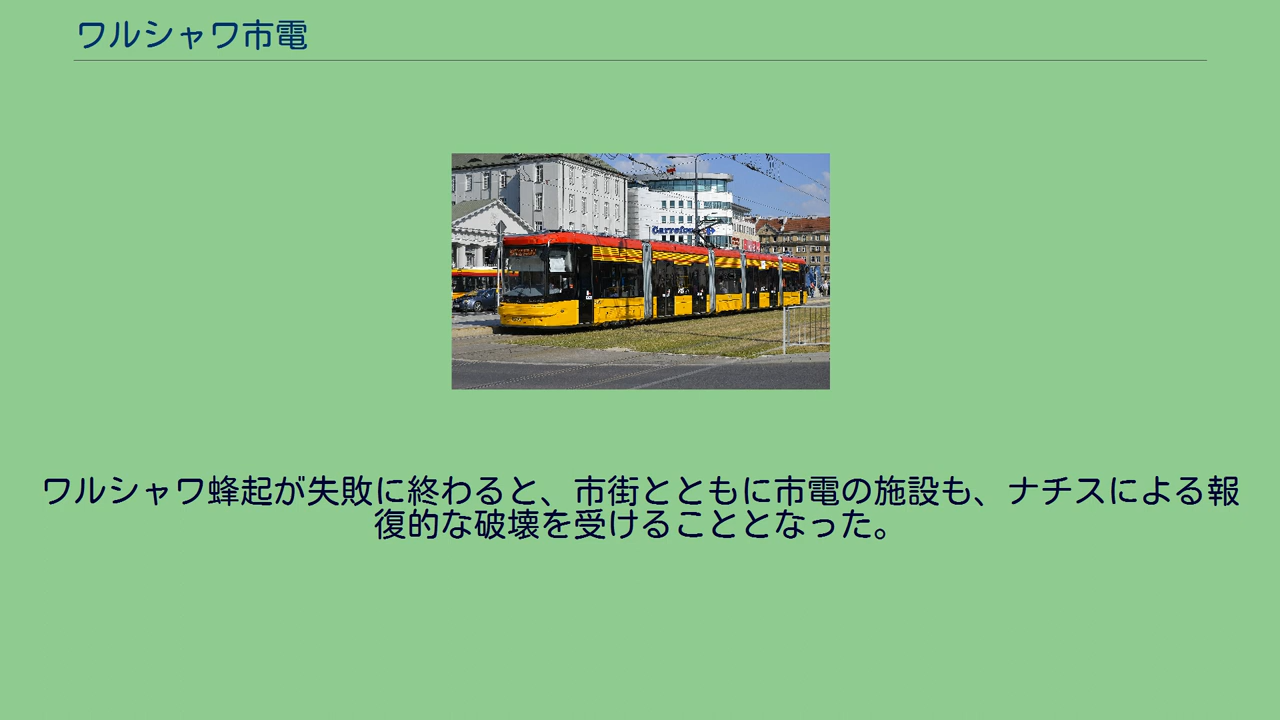 ワルシャワ市電
Carrefour
ワルシャワ蜂起が失敗に終わると、市街とともに市電の施設も、ナチスによる報
復的な破壊を受けることとなった。